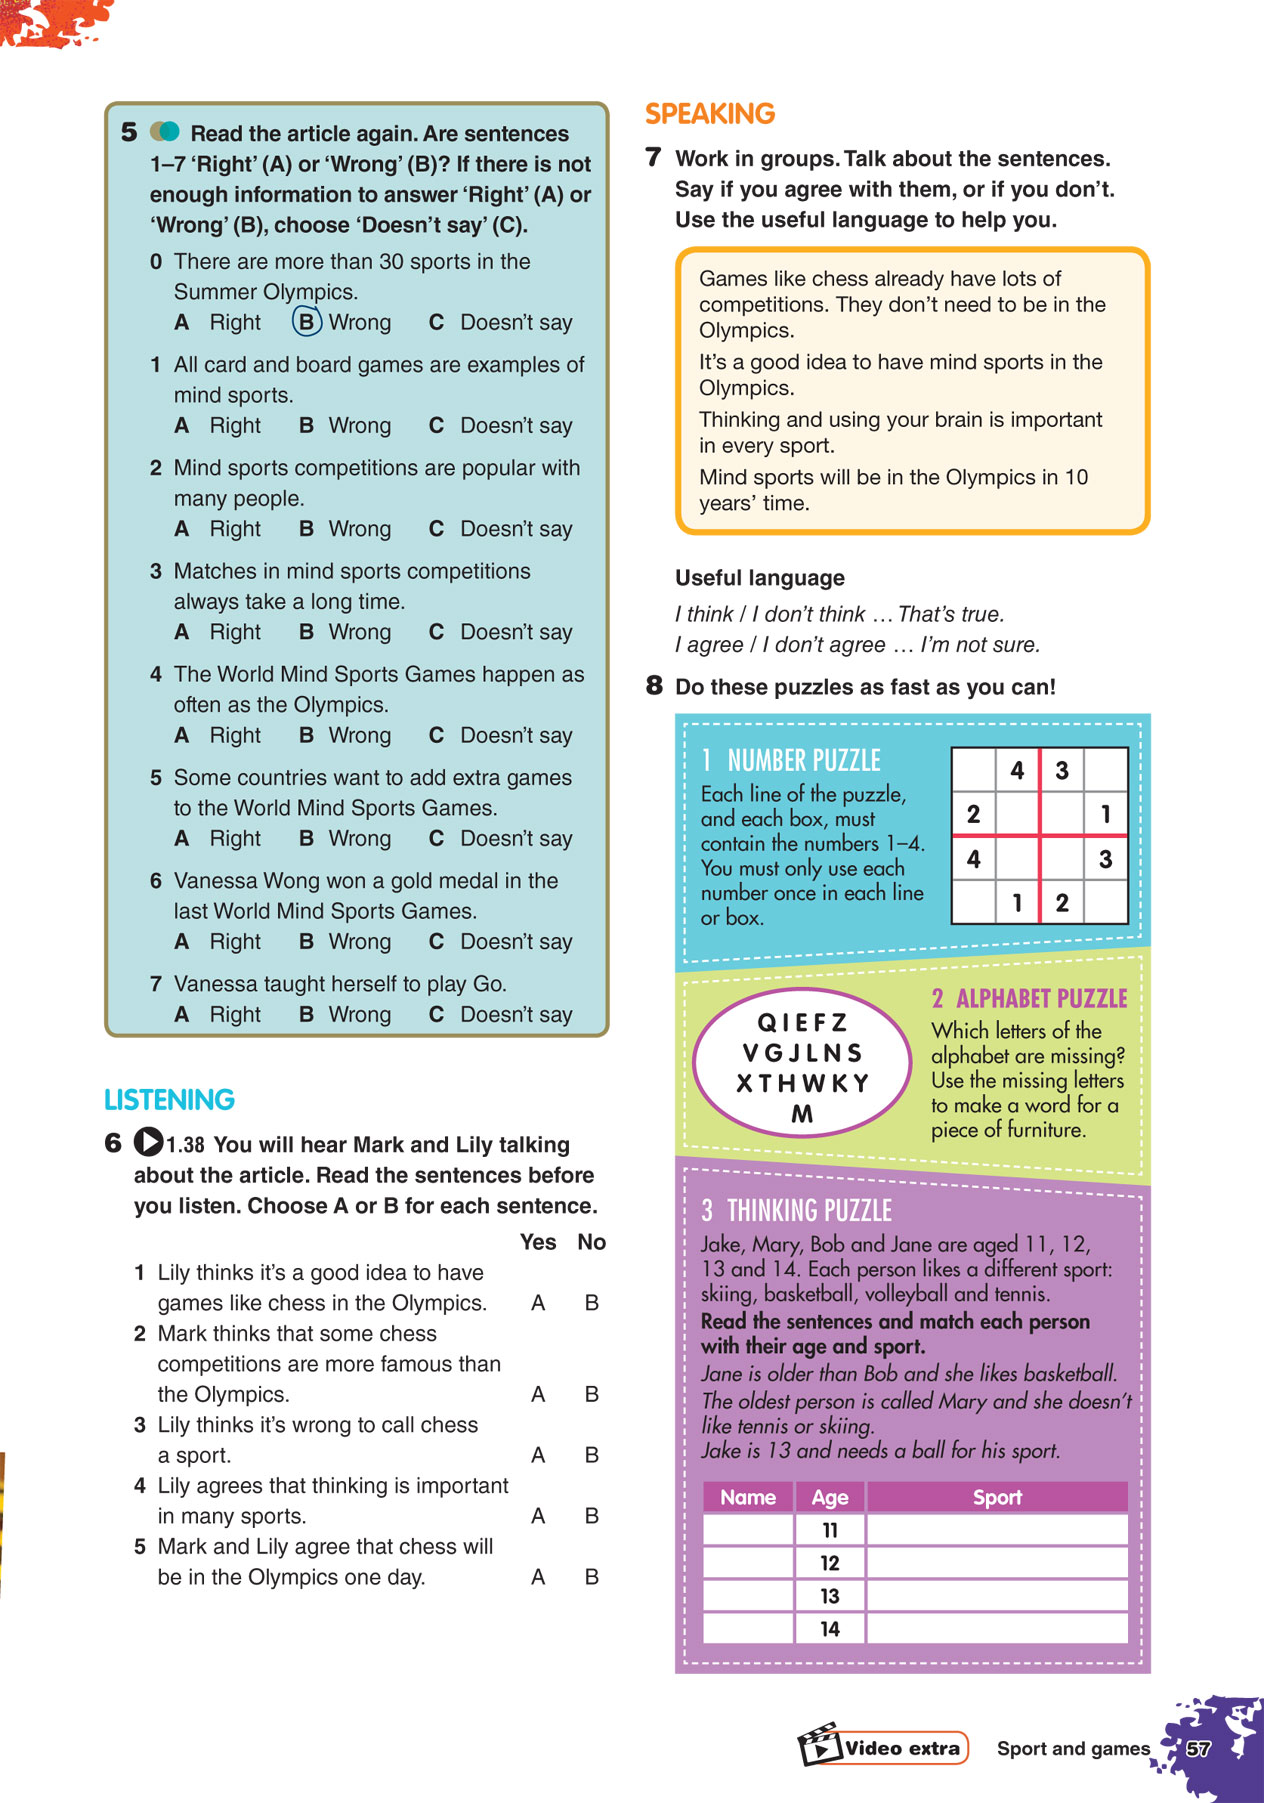 5 Read the article again. Are sentences
1–7 ‘Right’ (A) or ‘Wrong’ (B)? If there is not
enough information to answer ‘Right’ (A) or
‘Wrong’ (B), choose ‘Doesn’t say’ (C).
0 There are more than 30 sports in the
Summer Olympics.
A Right B Wrong C Doesn’t say
1 All card and board games are examples of
mind sports.
A Right B Wrong C Doesn’t say
2 Mind sports competitions are popular with
many people.
A Right B Wrong C Doesn’t say
3 Matches in mind sports competitions
always take a long time.
A Right B Wrong C Doesn’t say
4 The World Mind Sports Games happen as
often as the Olympics.
A Right B Wrong C Doesn’t say
5 Some countries want to add extra games
to the World Mind Sports Games.
A Right B Wrong C Doesn’t say
6 Vanessa Wong won a gold medal in the
last World Mind Sports Games.
A Right B Wrong C Doesn’t say
7 Vanessa taught herself to play Go.
A Right B Wrong C Doesn’t say
LISTENING
6 1.38 You will hear Mark and Lily talking
about the article. Read the sentences before
you listen. Choose A or B for each sentence.
Yes No
1 Lily thinks it’s a good idea to have
games like chess in the Olympics. A B
2 Mark thinks that some chess
competitions are more famous than
the Olympics. A B
3 Lily thinks it’s wrong to call chess
a sport. A B
4 Lily agrees that thinking is important
in many sports. A B
5 Mark and Lily agree that chess will
be in the Olympics one day. A B
SPEAKING
7 Work in groups. Talk about the sentences.
Say if you agree with them, or if you don’t.
Use the useful language to help you.
Games like chess already have lots of
competitions. They don’t need to be in the
Olympics.
It’s a good idea to have mind sports in the
Olympics.
Thinking and using your brain is important
in every sport.
Mind sports will be in the Olympics in 10
years’ time.
Useful language
I think / I don’t think … That’s true.
I agree / I don’t agree … I’m not sure.
8 Do these puzzles as fast as you can!
1 NUMBER PUZZLE
Each line of the puzzle,
and each box, must
contain the numbers 1–4.
You must only use each
number once in each line
or box.
4 3
2 1
4 3
1 2
Q I E F Z
V G J L N S
X T H W K Y
M
2 ALPHABET PUZZLE
Which letters of the
alphabet are missing?
Use the missing letters
to make a word for a
piece of furniture.
3 THINKING PUZZLE
Jake, Mary, Bob and Jane are aged 11, 12,
13 and 14. Each person likes a different sport:
skiing, basketball, volleyball and tennis.
Read the sentences and match each person
with their age and sport.
Jane is older than Bob and she likes basketball.
The oldest person is called Mary and she doesn’t
like tennis or skiing.
Jake is 13 and needs a ball for his sport.
Name Age Sport
11
12
13
14
Video extra Sport and games 57